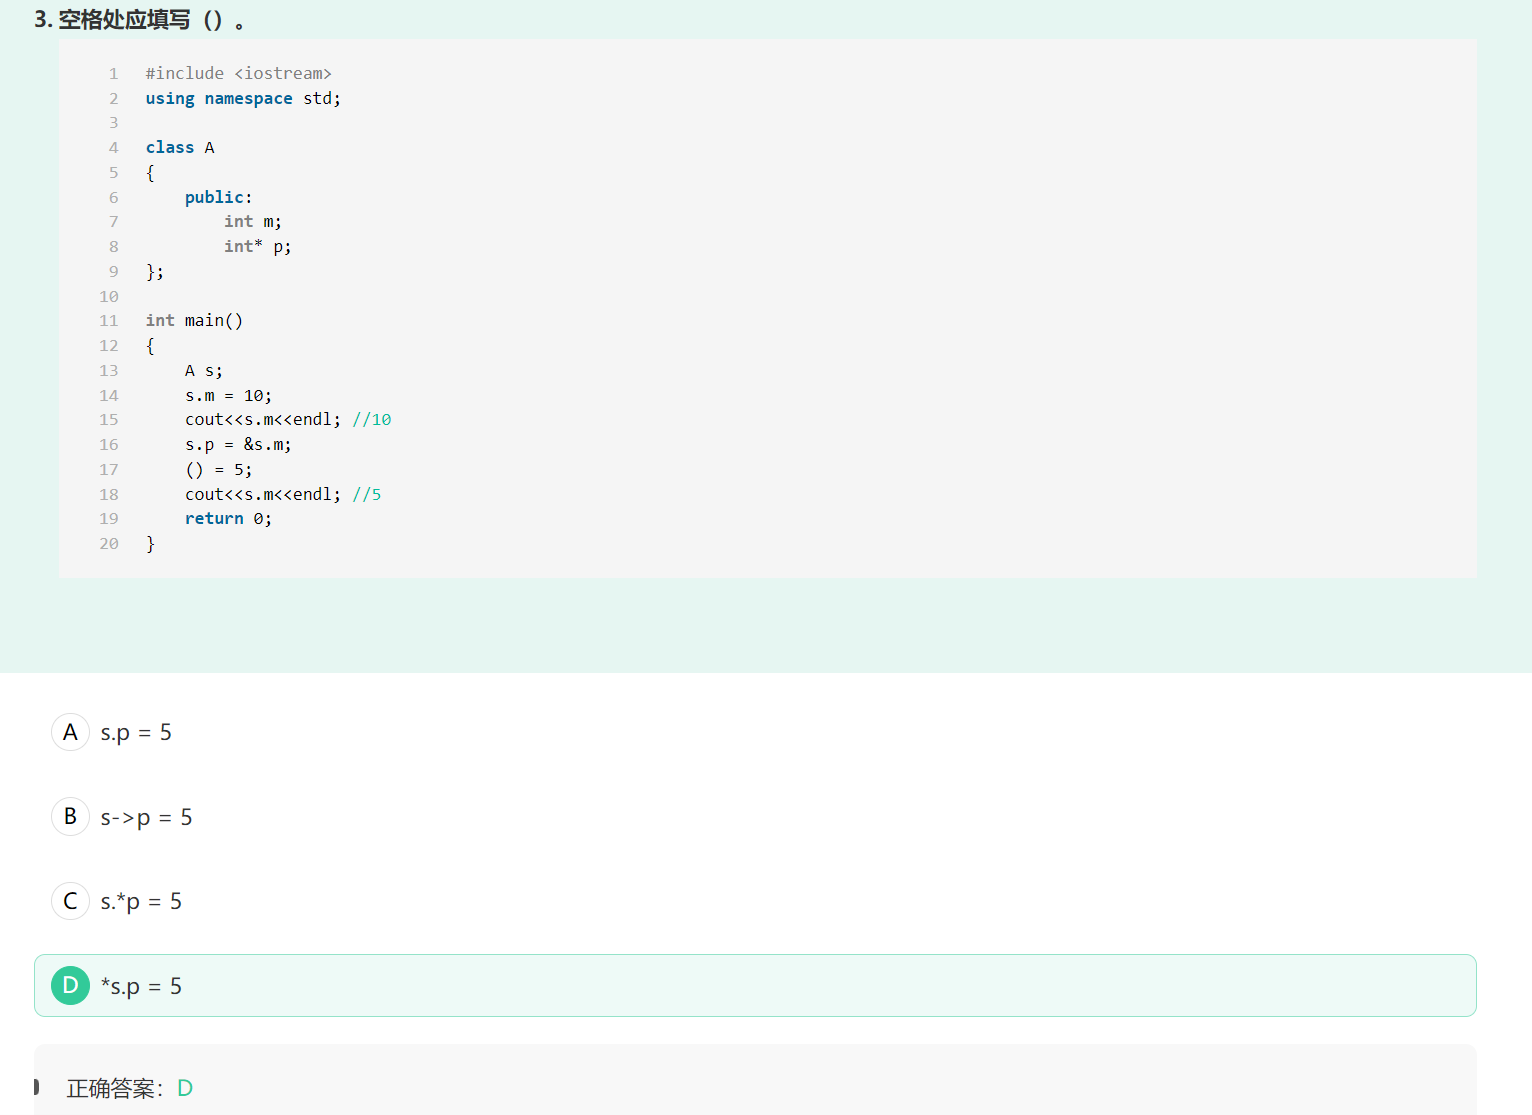 3. 空格处应填写（）。
1 #include <iostream>
2 using namespace std;
3
4 class A
5 {
6     public:
7         int m;
8         int* p;
9 };
10
11 int main()
12 {
13     A s;
14     s.m = 10;
15     cout<<s.m<<endl; //10
16     s.p = &s.m;
17     () = 5;
18     cout<<s.m<<endl; //5
19     return 0;
20 }
A s.p = 5
B s->p = 5
C s.*p = 5
D *s.p = 5
正确答案：D